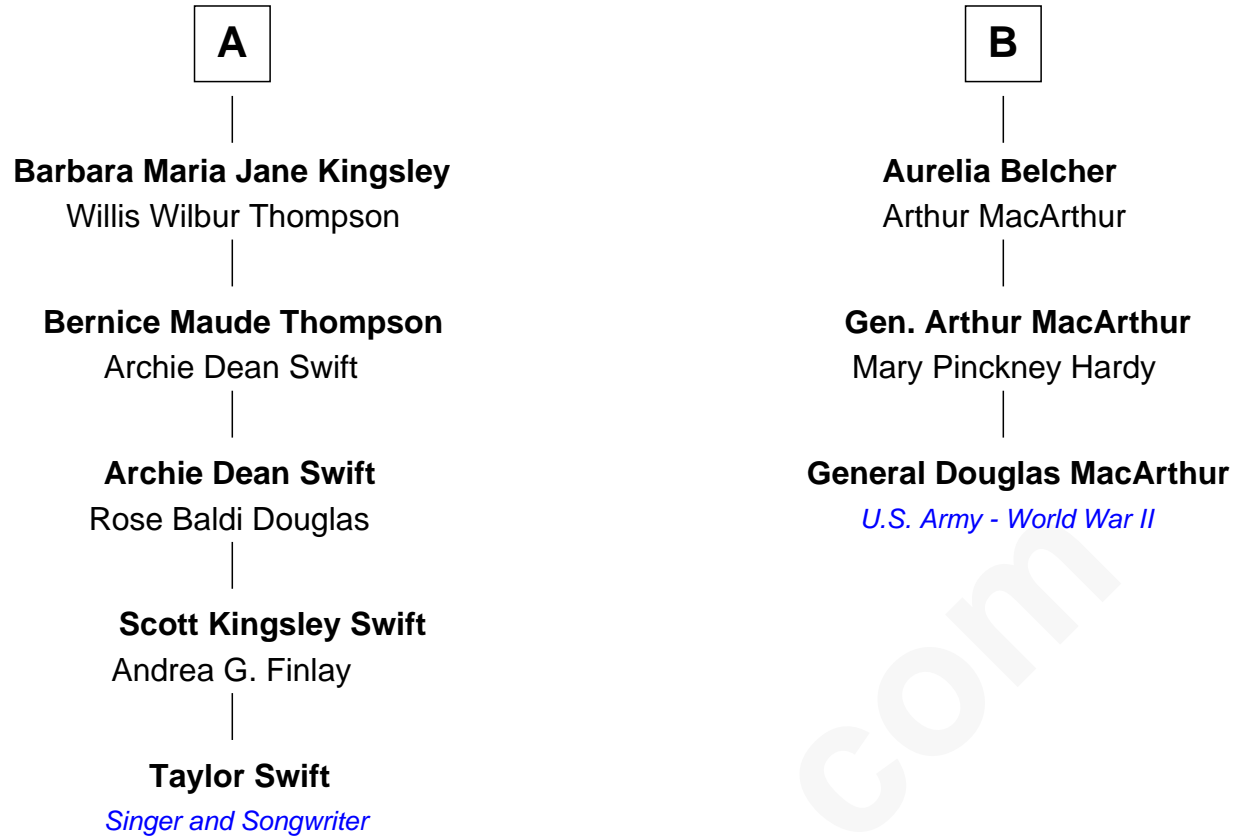 A
Barbara Maria Jane Kingsley
Willis Wilbur Thompson
Bernice Maude Thompson
Archie Dean Swift
Archie Dean Swift
Rose Baldi Douglas
Scott Kingsley Swift
Andrea G. Finlay
Taylor Swift
Singer and Songwriter
B
Aurelia Belcher
Arthur MacArthur
Gen. Arthur MacArthur
Mary Pinckney Hardy
General Douglas MacArthur
U.S. Army - World War II
com